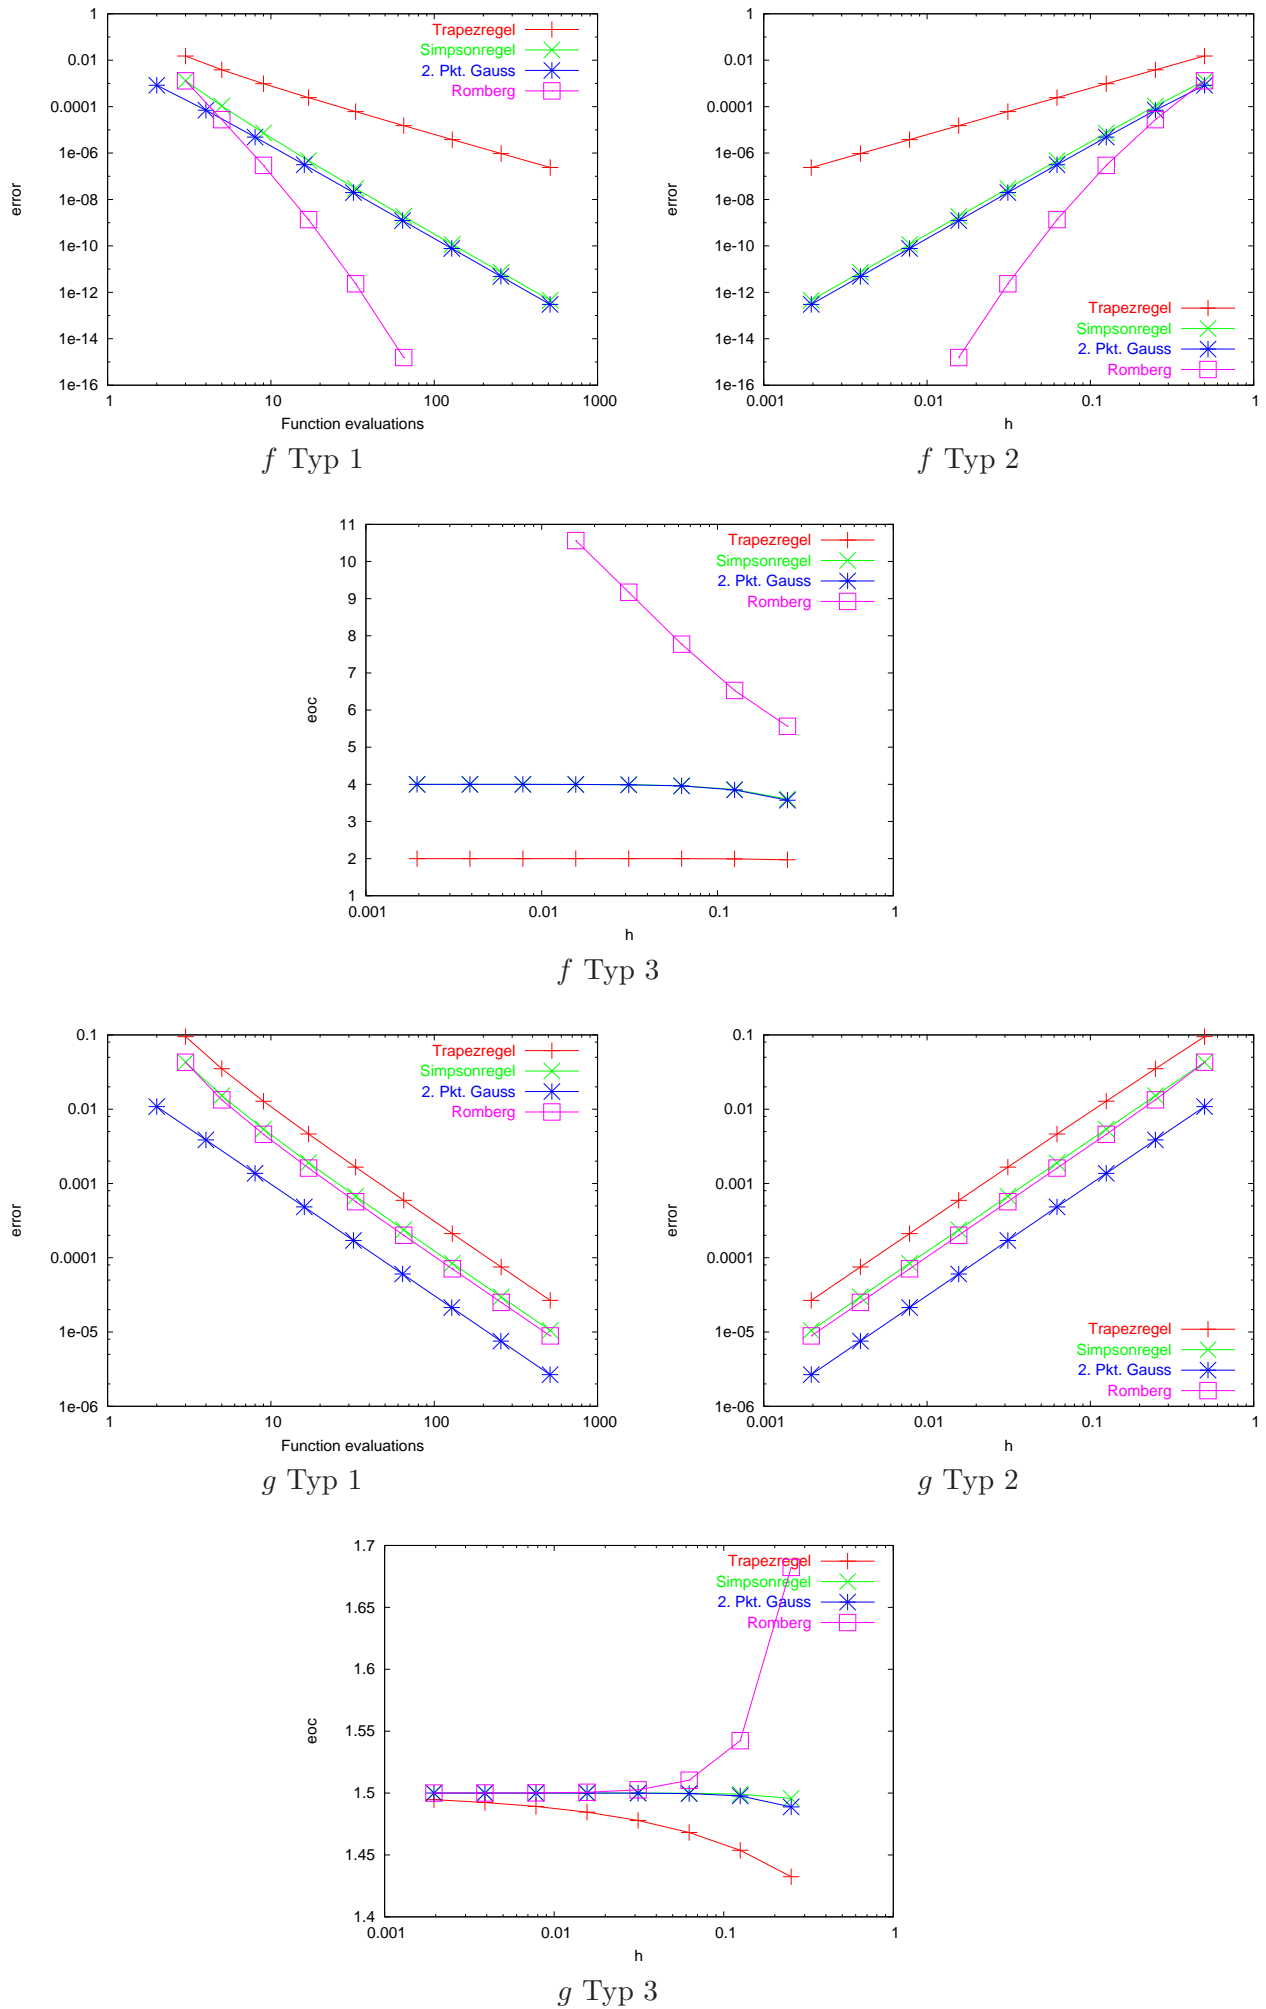 1
0.01
0.0001
1e-06
1e-08
1e-10
1e-12
1e-14
1e-16
1 10 100 1000
error
Function evaluations
Trapezregel
Simpsonregel
2. Pkt. Gauss
Romberg
f Typ 1
1
0.01
0.0001
1e-06
1e-08
1e-10
1e-12
1e-14
1e-16
0.001 0.01 0.1 1
error
h
Trapezregel
Simpsonregel
2. Pkt. Gauss
Romberg
f Typ 2
11
10
9
8
7
6
5
4
3
2
1
0.001 0.01 0.1 1
eoc
h
Trapezregel
Simpsonregel
2. Pkt. Gauss
Romberg
f Typ 3
0.1
0.01
0.001
0.0001
1e-05
1e-06
1 10 100 1000
error
Function evaluations
Trapezregel
Simpsonregel
2. Pkt. Gauss
Romberg
g Typ 1
0.1
0.01
0.001
0.0001
1e-05
1e-06
0.001 0.01 0.1 1
error
h
Trapezregel
Simpsonregel
2. Pkt. Gauss
Romberg
g Typ 2
1.7
1.65
1.6
1.55
1.5
1.45
1.4
0.001 0.01 0.1 1
eoc
h
Trapezregel
Simpsonregel
2. Pkt. Gauss
Romberg
g Typ 3